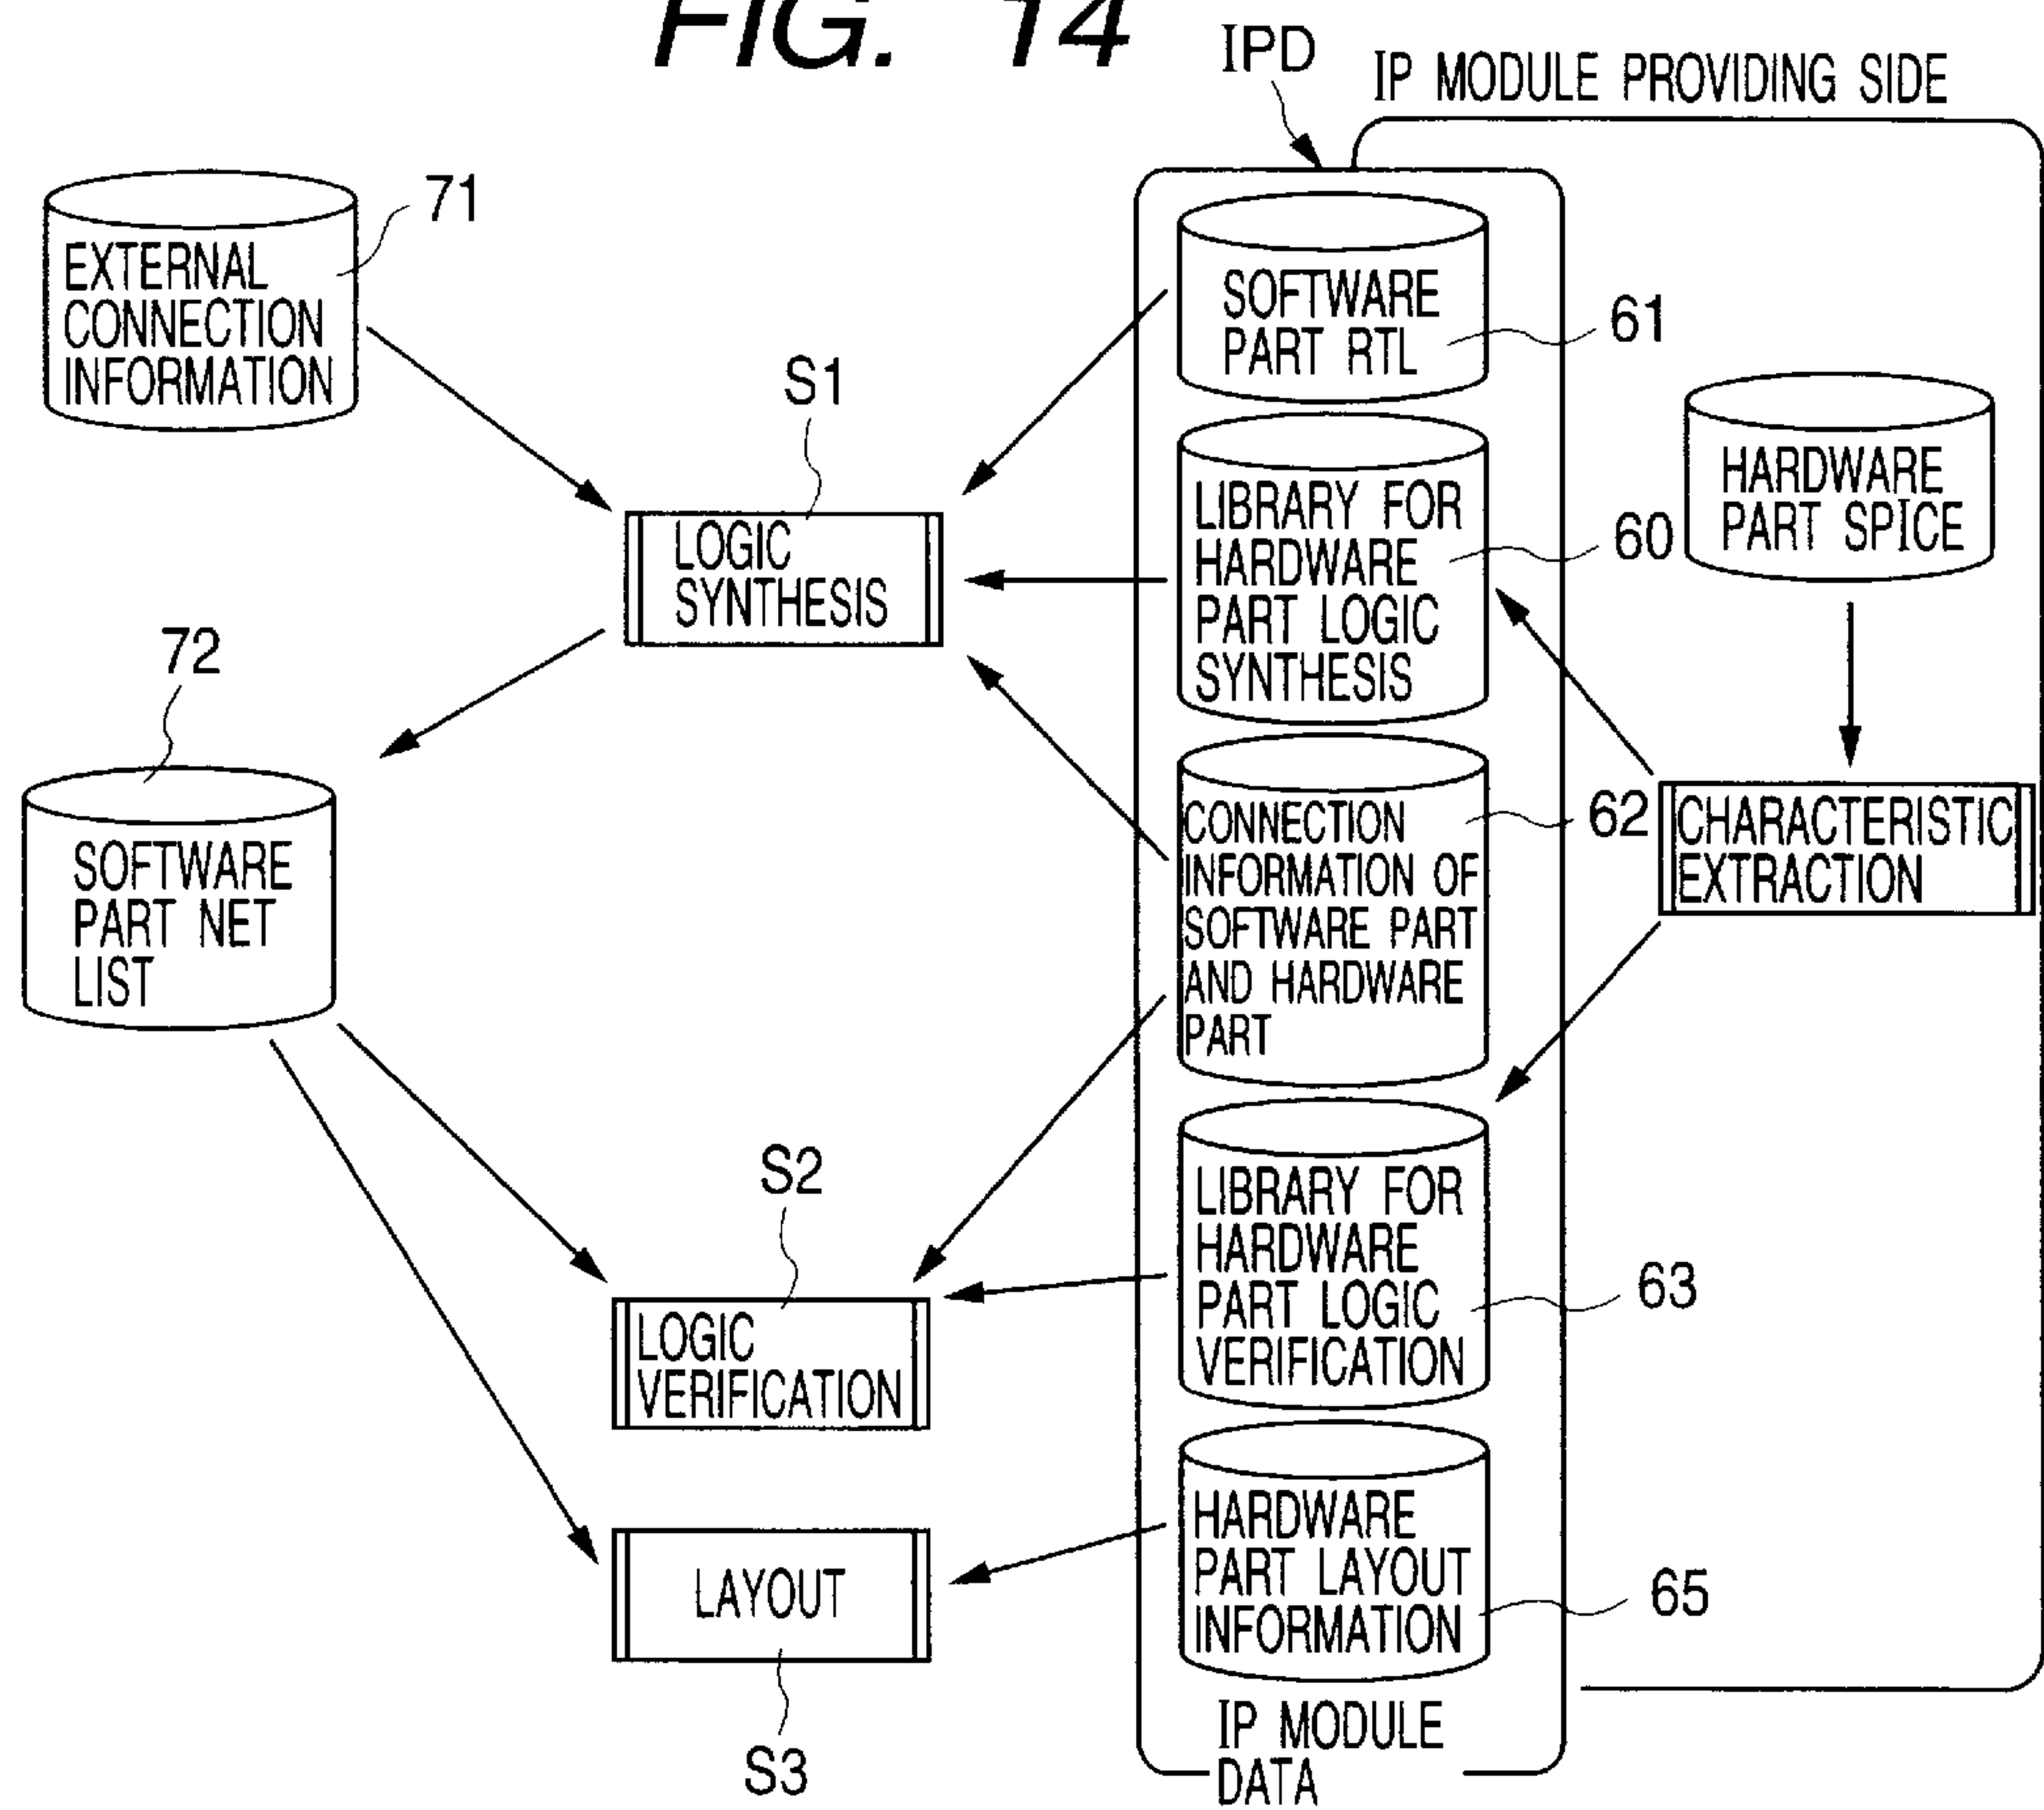 FIG. 14
IPD
IP MODULE PROVIDING SIDE
71
EXTERNAL
CONNECTION
INFORMATION
SOFTWARE
PART RTL
61
S1
LOGIC
SYNTHESIS
LIBRARY FOR
HARDWARE
PART LOGIC
SYNTHESIS
60
HARDWARE
PART SPICE
72
SOFTWARE
PART NET
LIST
CONNECTION
INFORMATION OF
SOFTWARE PART
AND HARDWARE
PART
62
CHARACTERISTIC
EXTRACTION
S2
LOGIC
VERIFICATION
LIBRARY FOR
HARDWARE
PART LOGIC
VERIFICATION
63
LAYOUT
S3
HARDWARE
PART LAYOUT
INFORMATION
65
IP MODULE
DATA